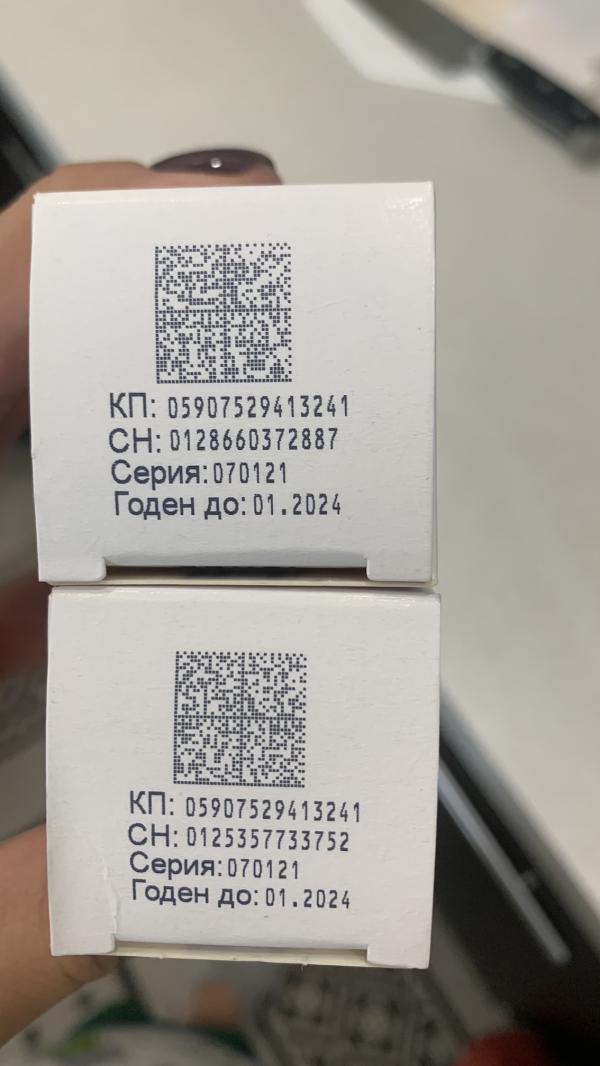 КП: 05907529413241
СН: 0128660372887
Серия: 070121
Годен до: 01.2024
КП: 05907529413241
СН: 0125357733752
Серия: 070121
Годен до: 01.2024